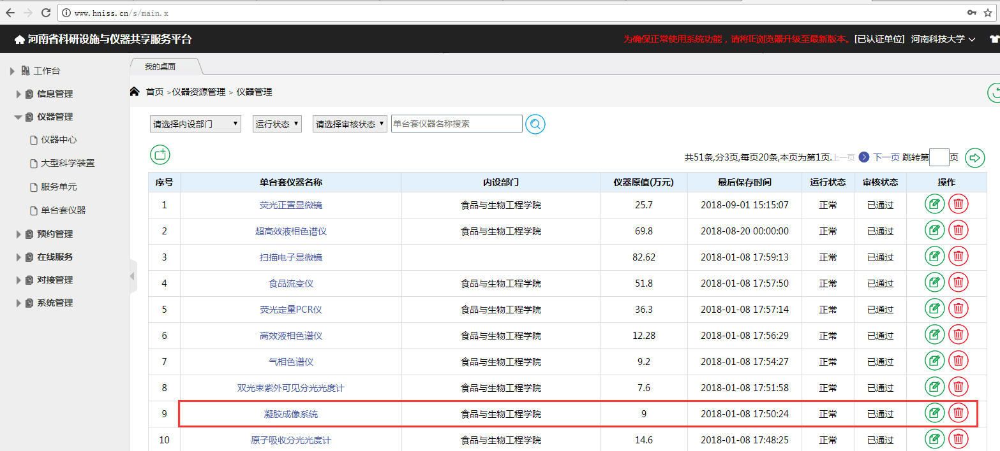 www.hniss.cn/s/main.x
河南省科研设施与仪器共享服务平台 为确保正常使用系统功能，请将IE浏览器升级至最新版本。 [已认证单位] 河南科技大学
工作台
信息管理
仪器管理
仪器中心
大型科学装置
服务单元
单台套仪器
预约管理
在线服务
对接管理
系统管理
我的桌面
首页 >仪器资源管理 > 仪器管理
请选择内设部门 运行状态 请选择审核状态 单台套仪器名称搜索
共51条,分3页,每页20条,本页为第1页.上一页 下一页 跳转第 页
序号 单台套仪器名称 内设部门 仪器原值(万元) 最后保存时间 运行状态 审核状态 操作
1 荧光正置显微镜 食品与生物工程学院 25.7 2018-09-01 15:15:07 正常 已通过
2 超高效液相色谱仪 食品与生物工程学院 69.8 2018-08-20 00:00:00 正常 已通过
3 扫描电子显微镜 82.62 2018-01-08 17:59:13 正常 已通过
4 食品流变仪 食品与生物工程学院 51.8 2018-01-08 17:57:50 正常 已通过
5 荧光定量PCR仪 食品与生物工程学院 36.3 2018-01-08 17:57:14 正常 已通过
6 高效液相色谱仪 食品与生物工程学院 12.28 2018-01-08 17:56:29 正常 已通过
7 气相色谱仪 食品与生物工程学院 9.2 2018-01-08 17:54:27 正常 已通过
8 双光束紫外可见分光光度计 食品与生物工程学院 7.6 2018-01-08 17:51:58 正常 已通过
9 凝胶成像系统 食品与生物工程学院 9 2018-01-08 17:50:24 正常 已通过
10 原子吸收分光光度计 食品与生物工程学院 14.6 2018-01-08 17:48:25 正常 已通过